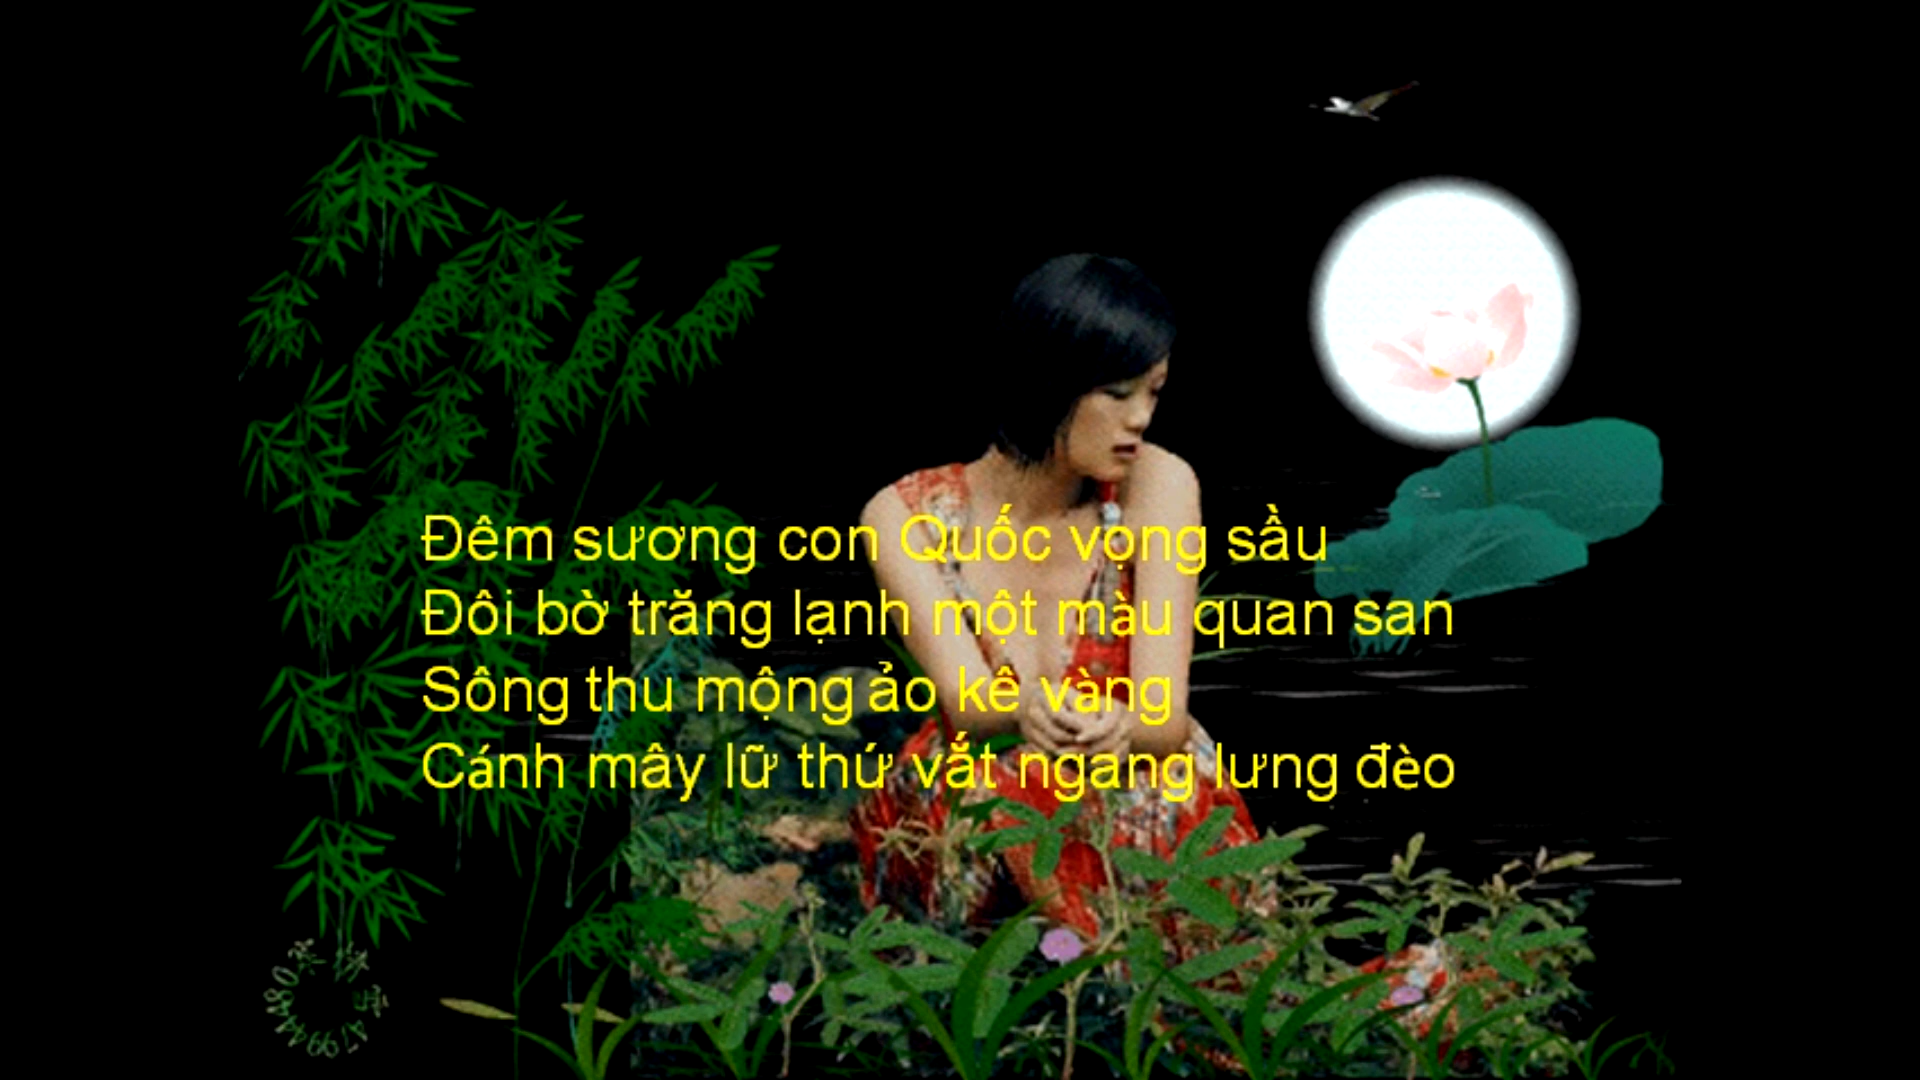 Đêm sương con Quốc vọng sầu
Đôi bờ trăng lạnh một màu quan san
Sông thu mộng ảo kê vàng
Cánh mây lữ thứ vắt ngang lưng đèo